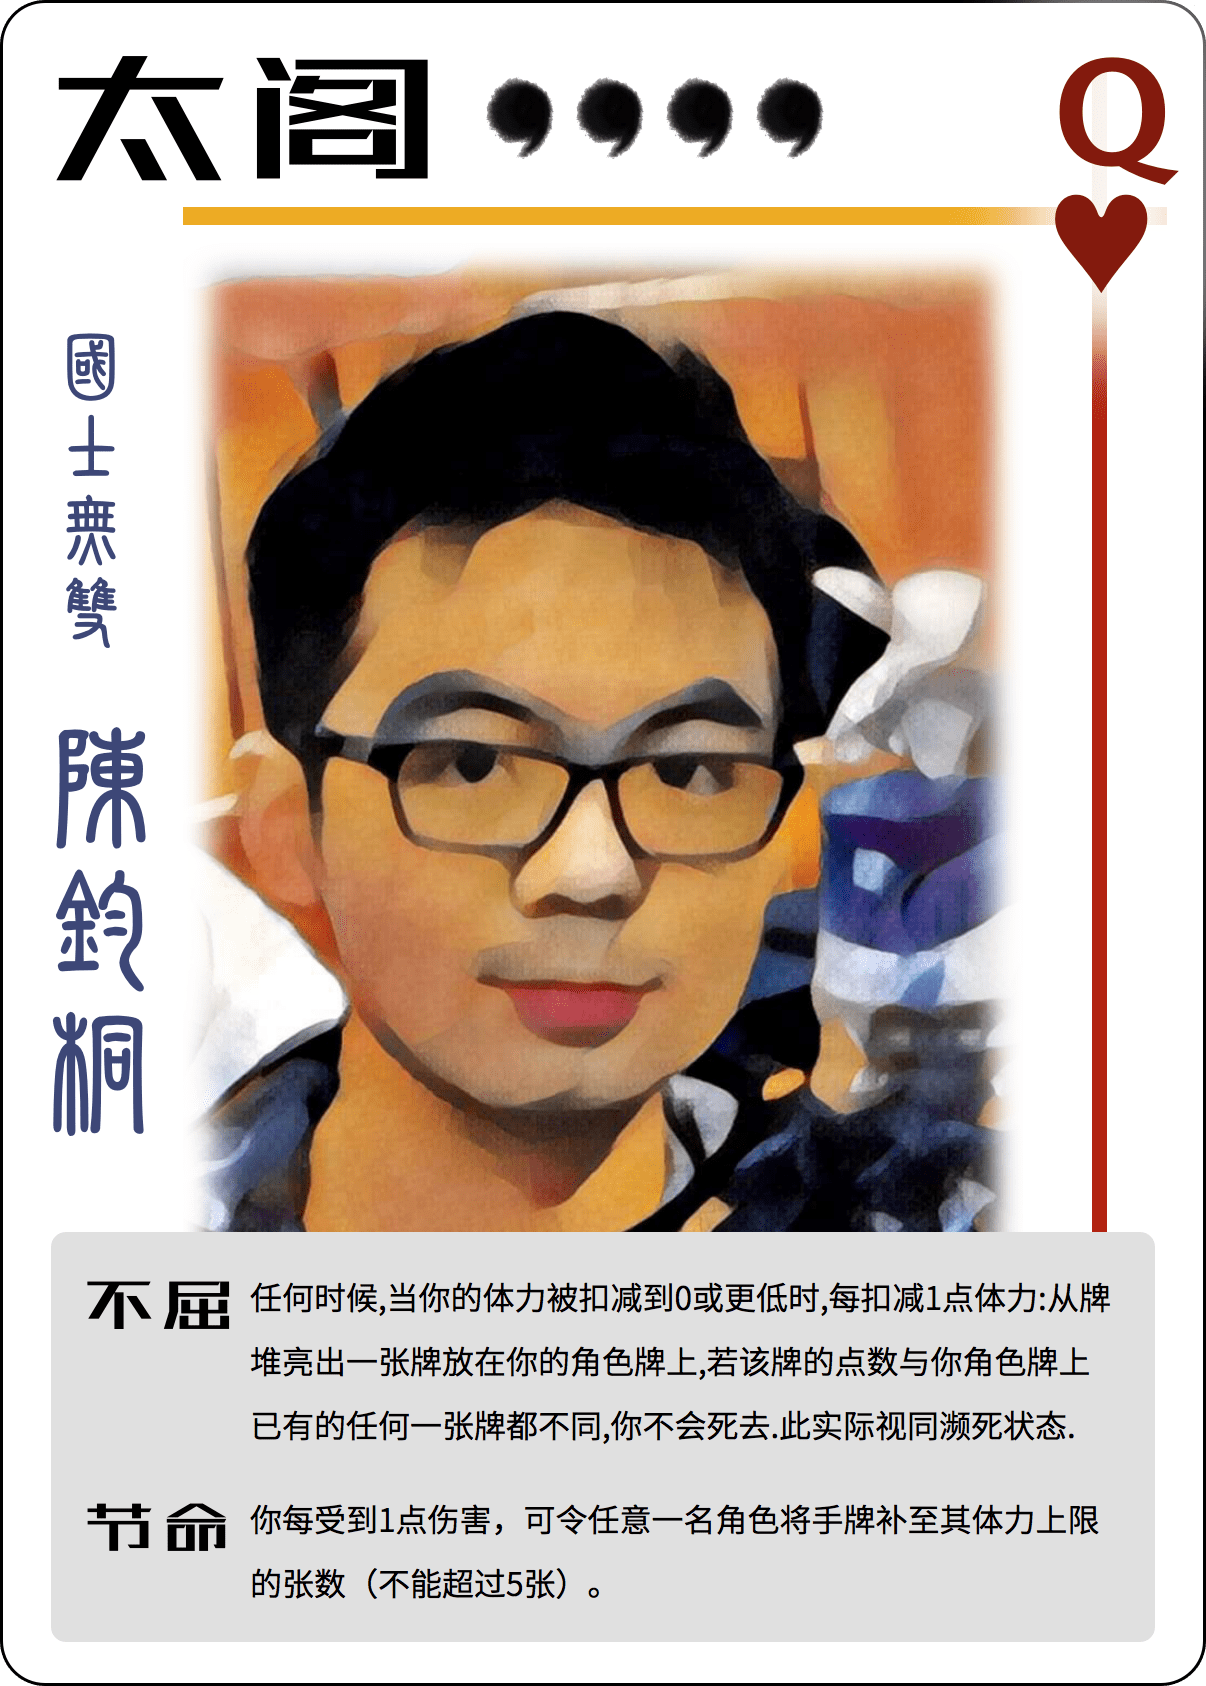 太阁
Q
國士無雙
陳鈞桐
不屈 任何时候,当你的体力被扣减到0或更低时,每扣减1点体力:从牌
堆亮出一张牌放在你的角色牌上,若该牌的点数与你角色牌上
已有的任何一张牌都不同,你不会死去.此实际视同濒死状态.
节命 你每受到1点伤害，可令任意一名角色将手牌补至其体力上限
的张数（不能超过5张）。